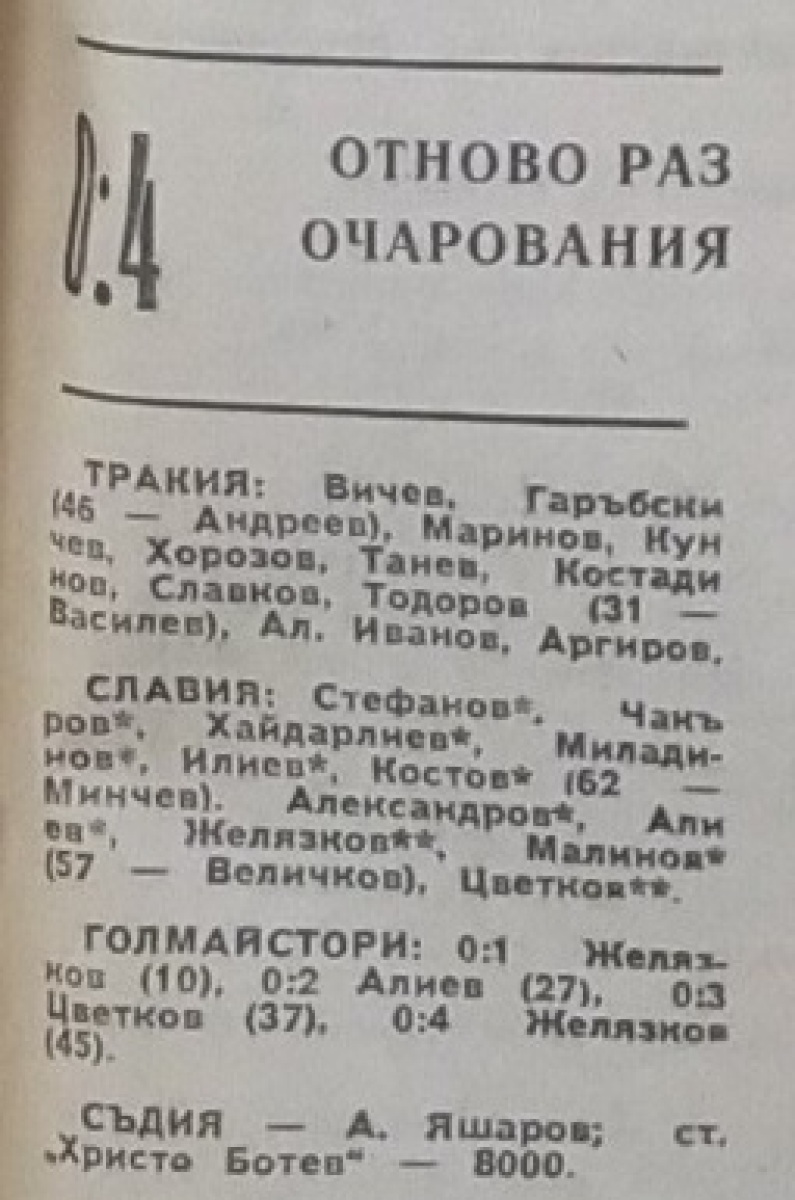 0:4
ОТНОВО РАЗ
ОЧАРОВАНИЯ
ТРАКИЯ: Вичев, Гаръбски
(46 — Андреев), Маринов, Кун
чев, Хорозов, Танев, Костади
нов, Славков, Тодоров (31 —
Василев), Ал. Иванов, Аргиров.
СЛАВИЯ: Стефанов*, Чакъ
ров*, Хайдарлиев*, Милади-
нов*, Илиев*, Костов* (62 —
Минчев). Александров*, Али
ев*, Желязков**, Малинов*
(57 — Величков), Цветков**.
ГОЛМАЙСТОРИ: 0:1 Желяз-
ков (10), 0:2 Алиев (27), 0:3
Цветков (37), 0:4 Желязков
(45).
СЪДИЯ — А. Яшаров; ст.
„Христо Ботев“ — 8000.